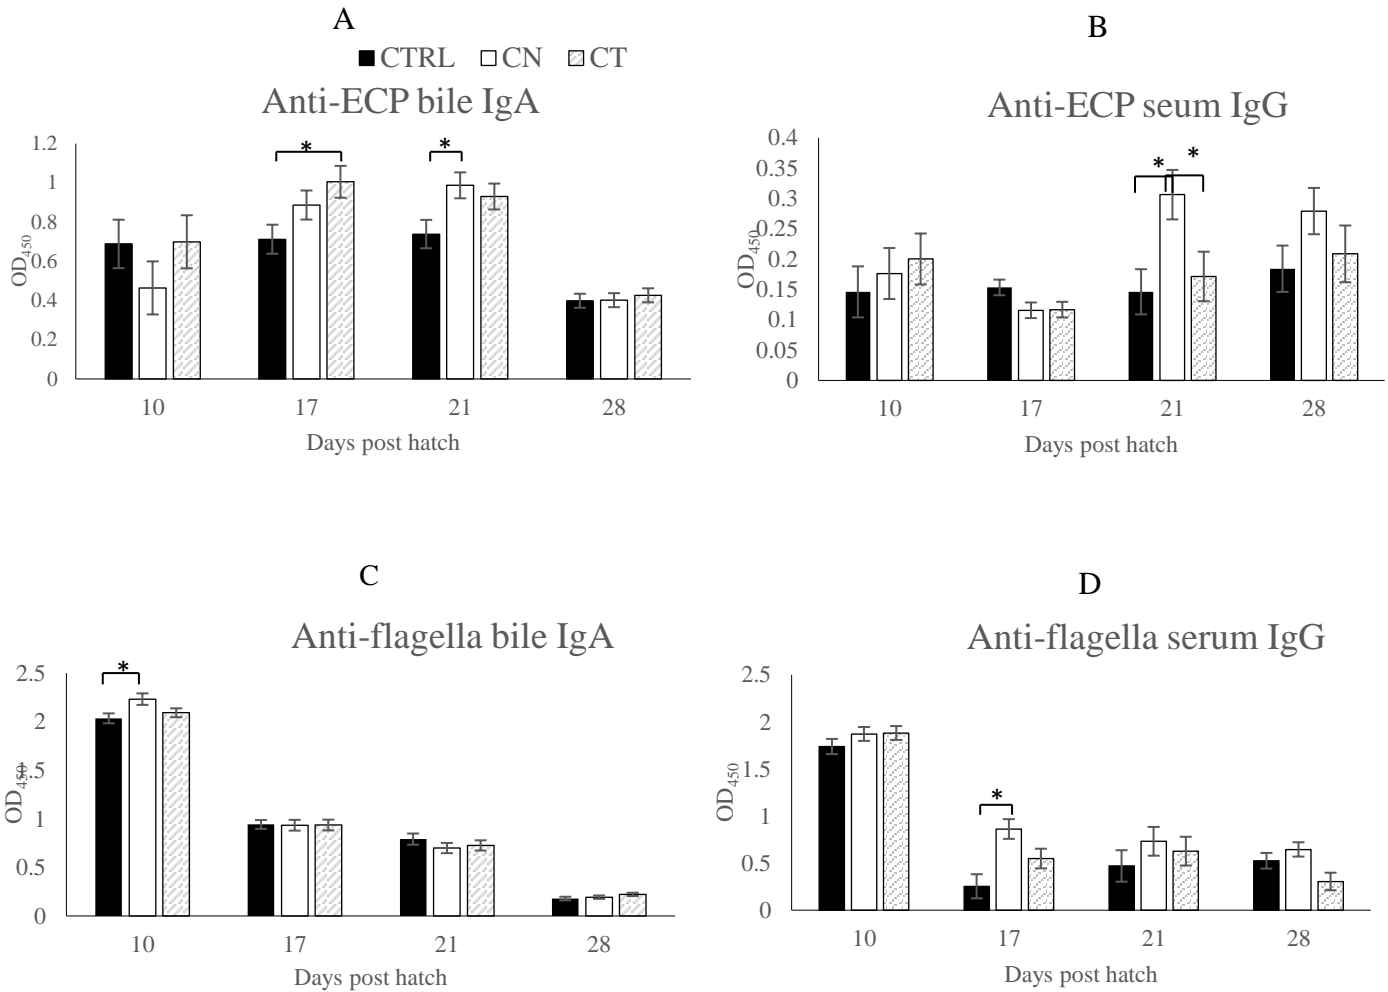 A
CTRL CN CT
Anti-ECP bile IgA
*
*
1.2
1
0.8
0.6
0.4
0.2
0
OD450
10 17 21 28
Days post hatch
B
Anti-ECP seum IgG
*
*
0.4
0.35
0.3
0.25
0.2
0.15
0.1
0.05
0
OD450
10 17 21 28
Days post hatch
C
Anti-flagella bile IgA
*
2.5
2
1.5
1
0.5
0
OD450
10 17 21 28
Days post hatch
D
Anti-flagella serum IgG
*
2.5
2
1.5
1
0.5
0
OD450
10 17 21 28
Days post hatch